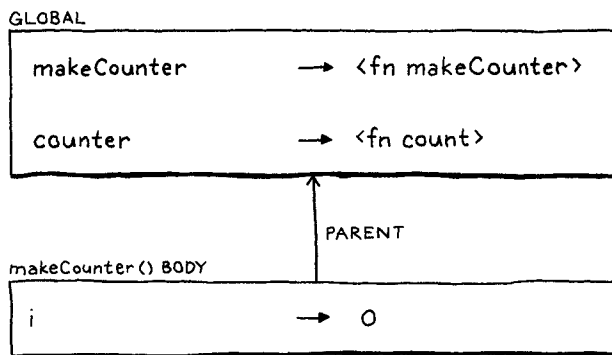 GLOBAL
makeCounter → <fn makeCounter>
counter → <fn count>
PARENT
makeCounter() BODY
i → 0